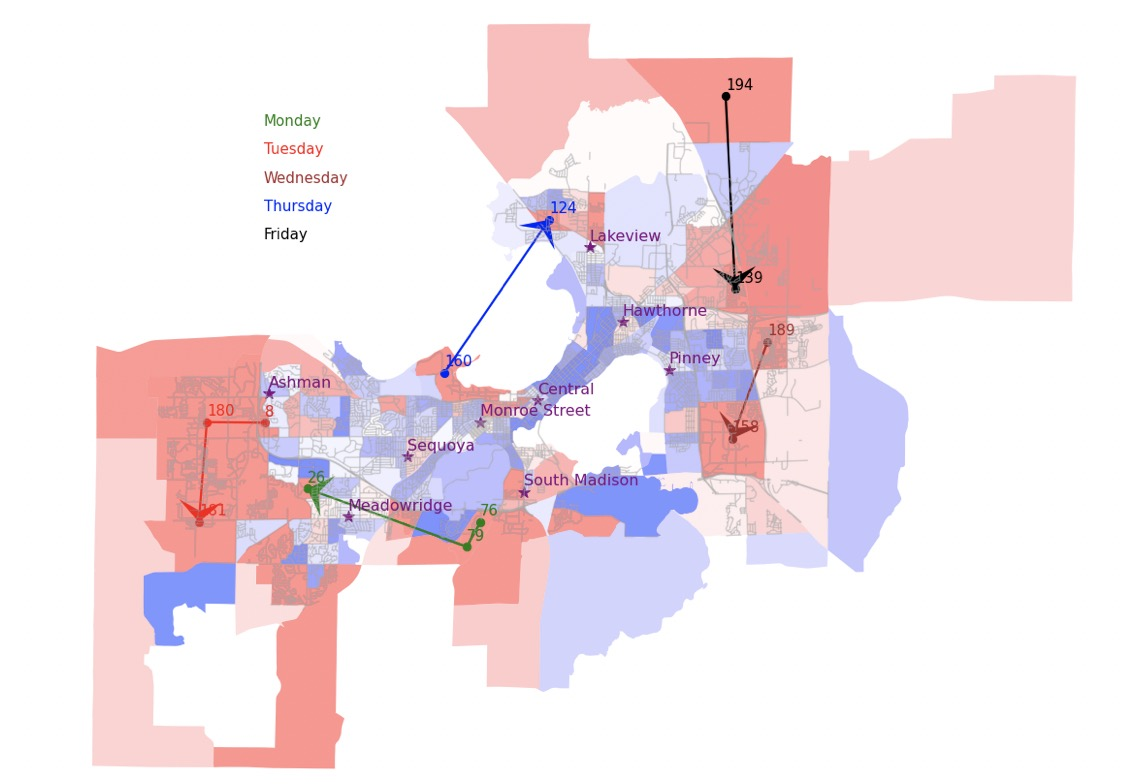 194
Monday
Tuesday
Wednesday
Thursday
Friday
124
Lakeview
139
Hawthorne
189
Pinney
160
Ashman
Central
180
8
Monroe Street
158
Sequoya
26
South Madison
Meadowridge
76
181
79